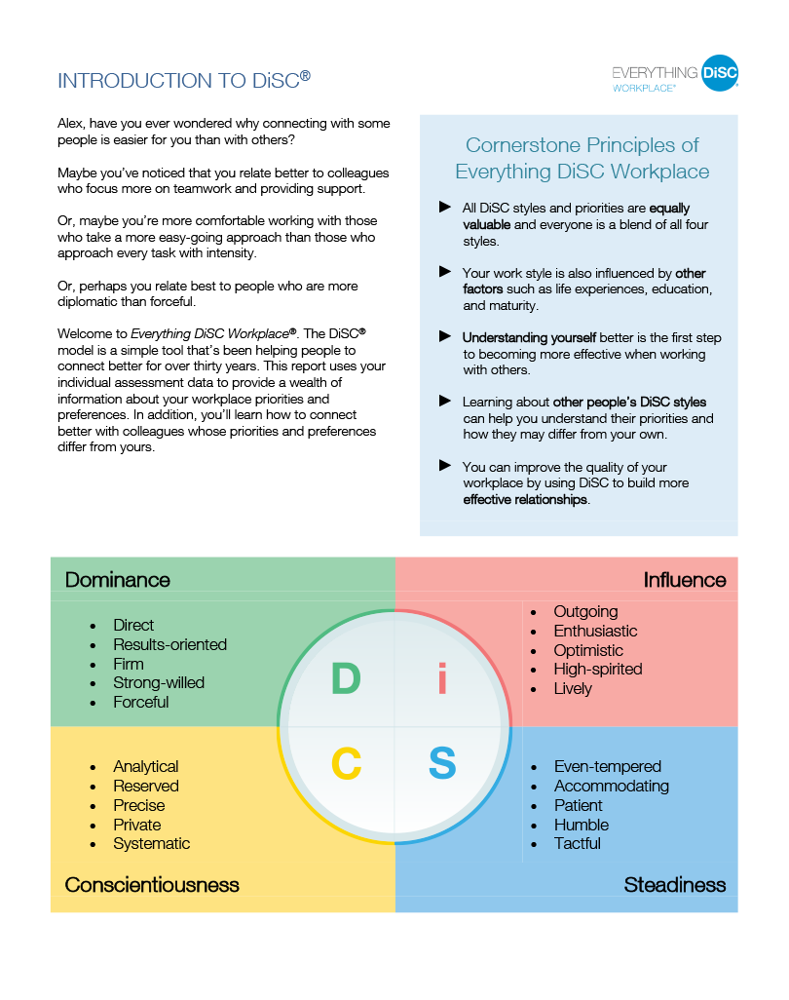 INTRODUCTION TO DiSC®
EVERYTHING DiSC®
WORKPLACE®
Alex, have you ever wondered why connecting with some
people is easier for you than with others?
Maybe you’ve noticed that you relate better to colleagues
who focus more on teamwork and providing support.
Or, maybe you’re more comfortable working with those
who take a more easy-going approach than those who
approach every task with intensity.
Or, perhaps you relate best to people who are more
diplomatic than forceful.
Welcome to Everything DiSC Workplace®. The DiSC®
model is a simple tool that’s been helping people to
connect better for over thirty years. This report uses your
individual assessment data to provide a wealth of
information about your workplace priorities and
preferences. In addition, you’ll learn how to connect
better with colleagues whose priorities and preferences
differ from yours.
Cornerstone Principles of
Everything DiSC Workplace
► All DiSC styles and priorities are equally
valuable and everyone is a blend of all four
styles.
► Your work style is also influenced by other
factors such as life experiences, education,
and maturity.
► Understanding yourself better is the first step
to becoming more effective when working
with others.
► Learning about other people’s DiSC styles
can help you understand their priorities and
how they may differ from your own.
► You can improve the quality of your
workplace by using DiSC to build more
effective relationships.
Dominance
• Direct
• Results-oriented
• Firm
• Strong-willed
• Forceful
Influence
• Outgoing
• Enthusiastic
• Optimistic
• High-spirited
• Lively
D i
C S
• Analytical
• Reserved
• Precise
• Private
• Systematic
Conscientiousness
• Even-tempered
• Accommodating
• Patient
• Humble
• Tactful
Steadiness